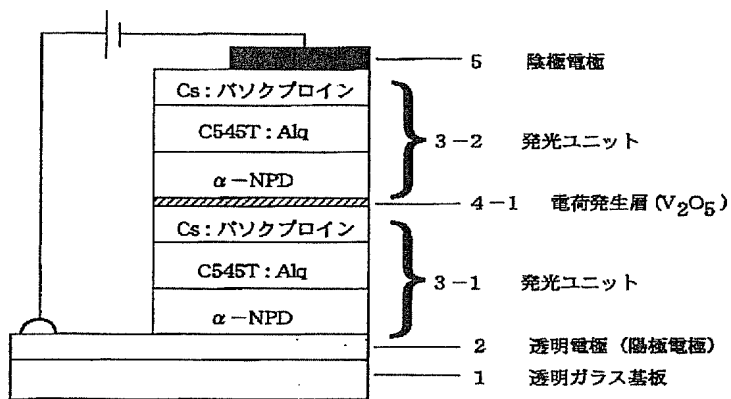 5 陰極電極
Cs：バソクプロイン
C545T：Alq
3-2 発光ユニット
α-NPD
4-1 電荷発生層（V₂O₅）
Cs：バソクプロイン
C545T：Alq
3-1 発光ユニット
α-NPD
2 透明電極（陽極電極）
1 透明ガラス基板